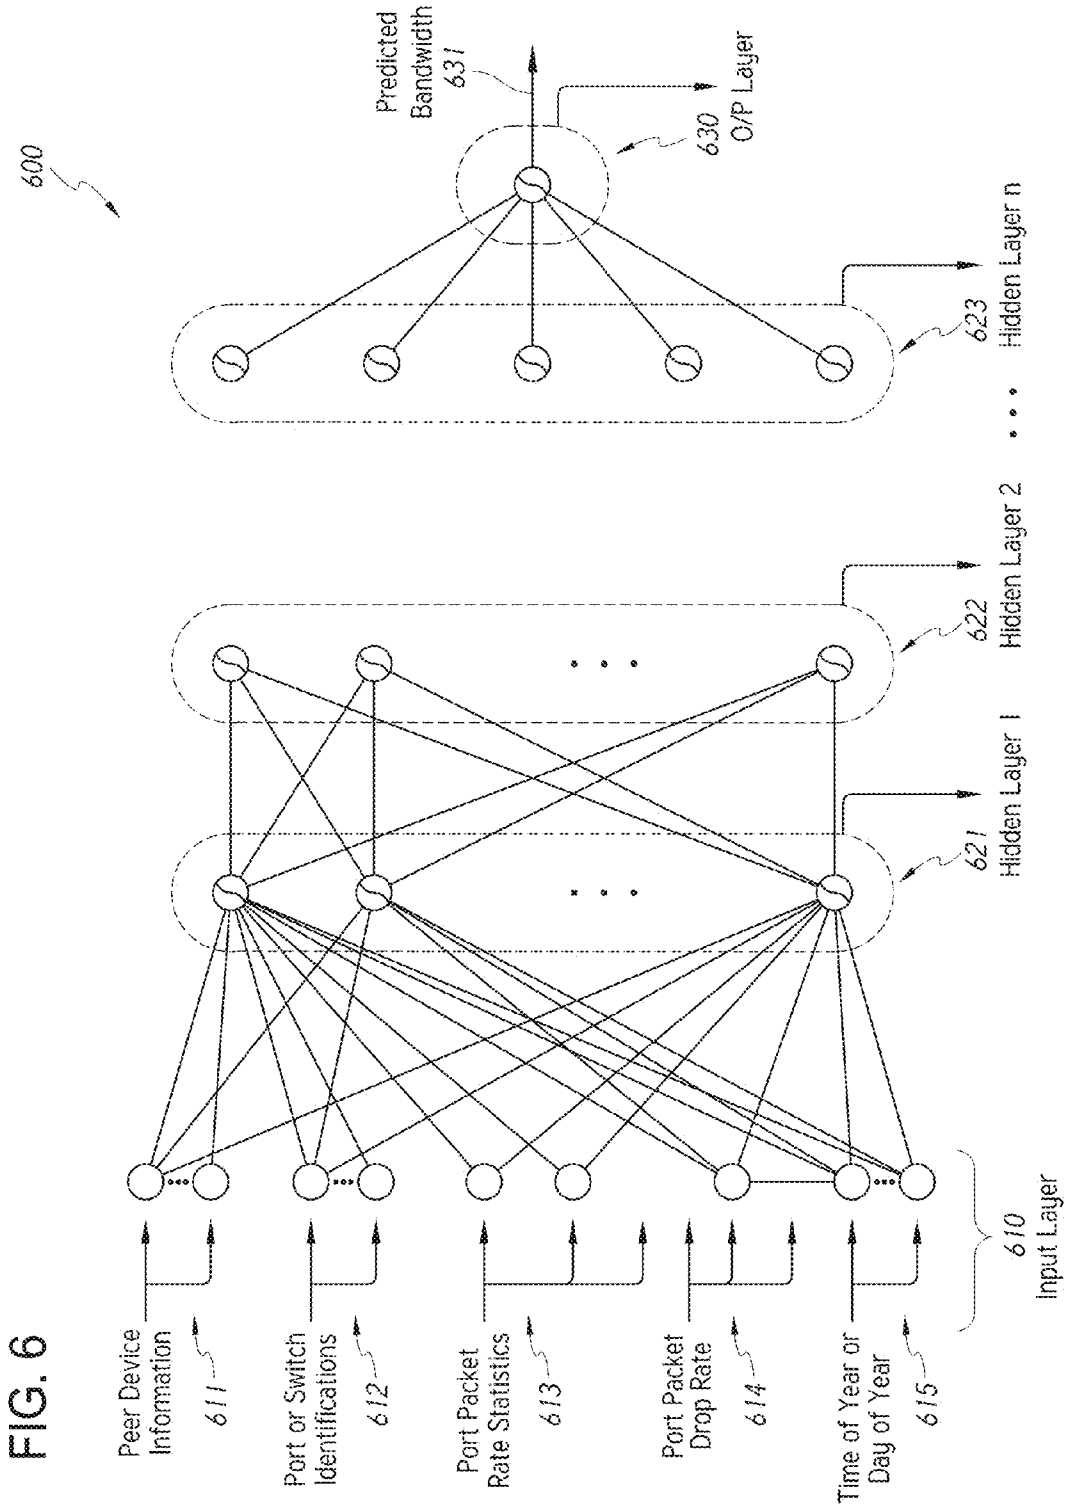 FIG. 6
600
Peer Device
Information
611
Port or Switch
Identifications
612
Port Packet
Rate Statistics
613
Port Packet
Drop Rate
614
Time of Year or
Day of Year
615
610
Input Layer
621
Hidden Layer 1
622
Hidden Layer 2
623
Hidden Layer n
630
O/P Layer
Predicted
Bandwidth
631